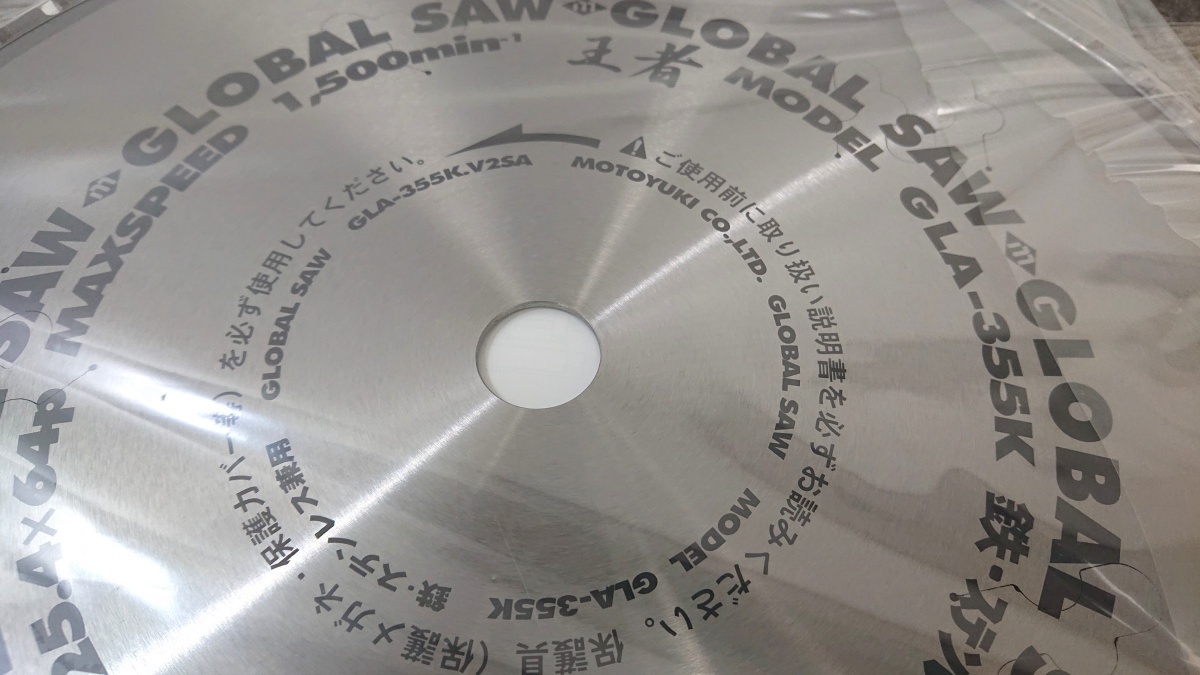 GLOBAL SAW
GLOBAL SAW
GLOBAL
SAW
王者
MODEL GLA-355K
鉄・ステン
MAXSPEED 1,500min⁻¹
5.4×64P
⚠ご使用前に取り扱い説明書を必ずお読みください。
保護具(保護メガネ・保護カバー等)を必ず使用してください。
GLA-355K.V2SA
MOTOYUKI CO.,LTD.
GLOBAL SAW
MODEL GLA-355K
鉄・ステンレス兼用
GLOBAL SAW